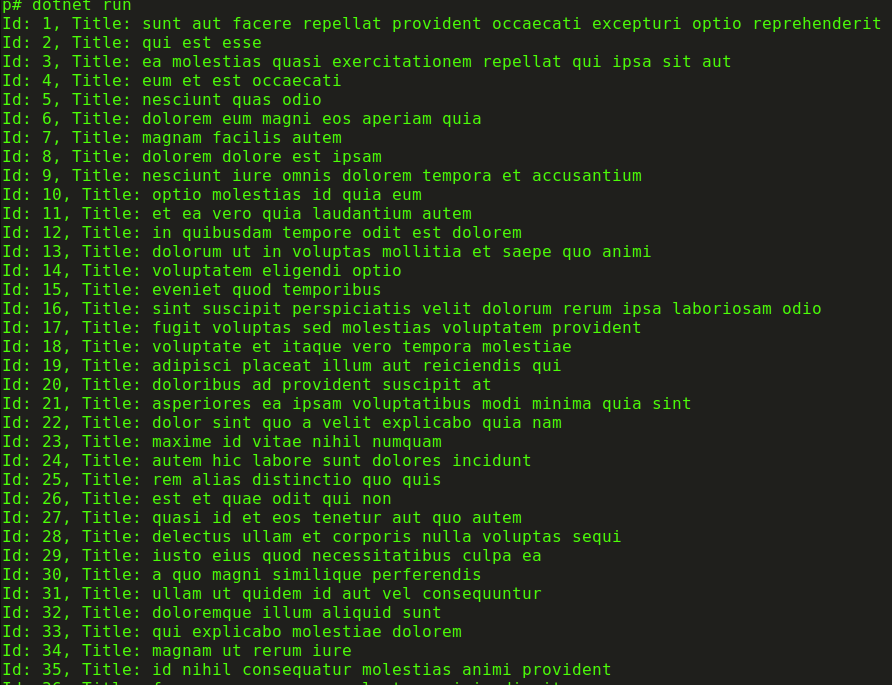 p# dotnet run
Id: 1, Title: sunt aut facere repellat provident occaecati excepturi optio reprehenderit
Id: 2, Title: qui est esse
Id: 3, Title: ea molestias quasi exercitationem repellat qui ipsa sit aut
Id: 4, Title: eum et est occaecati
Id: 5, Title: nesciunt quas odio
Id: 6, Title: dolorem eum magni eos aperiam quia
Id: 7, Title: magnam facilis autem
Id: 8, Title: dolorem dolore est ipsam
Id: 9, Title: nesciunt iure omnis dolorem tempora et accusantium
Id: 10, Title: optio molestias id quia eum
Id: 11, Title: et ea vero quia laudantium autem
Id: 12, Title: in quibusdam tempore odit est dolorem
Id: 13, Title: dolorum ut in voluptas mollitia et saepe quo animi
Id: 14, Title: voluptatem eligendi optio
Id: 15, Title: eveniet quod temporibus
Id: 16, Title: sint suscipit perspiciatis velit dolorum rerum ipsa laboriosam odio
Id: 17, Title: fugit voluptas sed molestias voluptatem provident
Id: 18, Title: voluptate et itaque vero tempora molestiae
Id: 19, Title: adipisci placeat illum aut reiciendis qui
Id: 20, Title: doloribus ad provident suscipit at
Id: 21, Title: asperiores ea ipsam voluptatibus modi minima quia sint
Id: 22, Title: dolor sint quo a velit explicabo quia nam
Id: 23, Title: maxime id vitae nihil numquam
Id: 24, Title: autem hic labore sunt dolores incidunt
Id: 25, Title: rem alias distinctio quo quis
Id: 26, Title: est et quae odit qui non
Id: 27, Title: quasi id et eos tenetur aut quo autem
Id: 28, Title: delectus ullam et corporis nulla voluptas sequi
Id: 29, Title: iusto eius quod necessitatibus culpa ea
Id: 30, Title: a quo magni similique perferendis
Id: 31, Title: ullam ut quidem id aut vel consequuntur
Id: 32, Title: doloremque illum aliquid sunt
Id: 33, Title: qui explicabo molestiae dolorem
Id: 34, Title: magnam ut rerum iure
Id: 35, Title: id nihil consequatur molestias animi provident